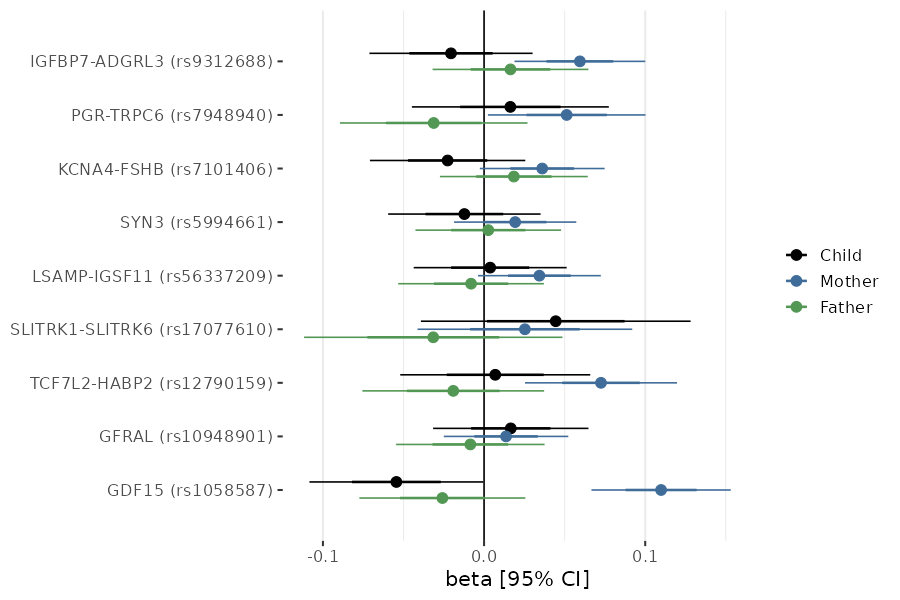 IGFBP7-ADGRL3 (rs9312688)
PGR-TRPC6 (rs7948940)
KCNA4-FSHB (rs7101406)
SYN3 (rs5994661)
LSAMP-IGSF11 (rs56337209)
SLITRK1-SLITRK6 (rs17077610)
TCF7L2-HABP2 (rs12790159)
GFRAL (rs10948901)
GDF15 (rs1058587)
-0.1 0.0 0.1
beta [95% CI]
Child
Mother
Father